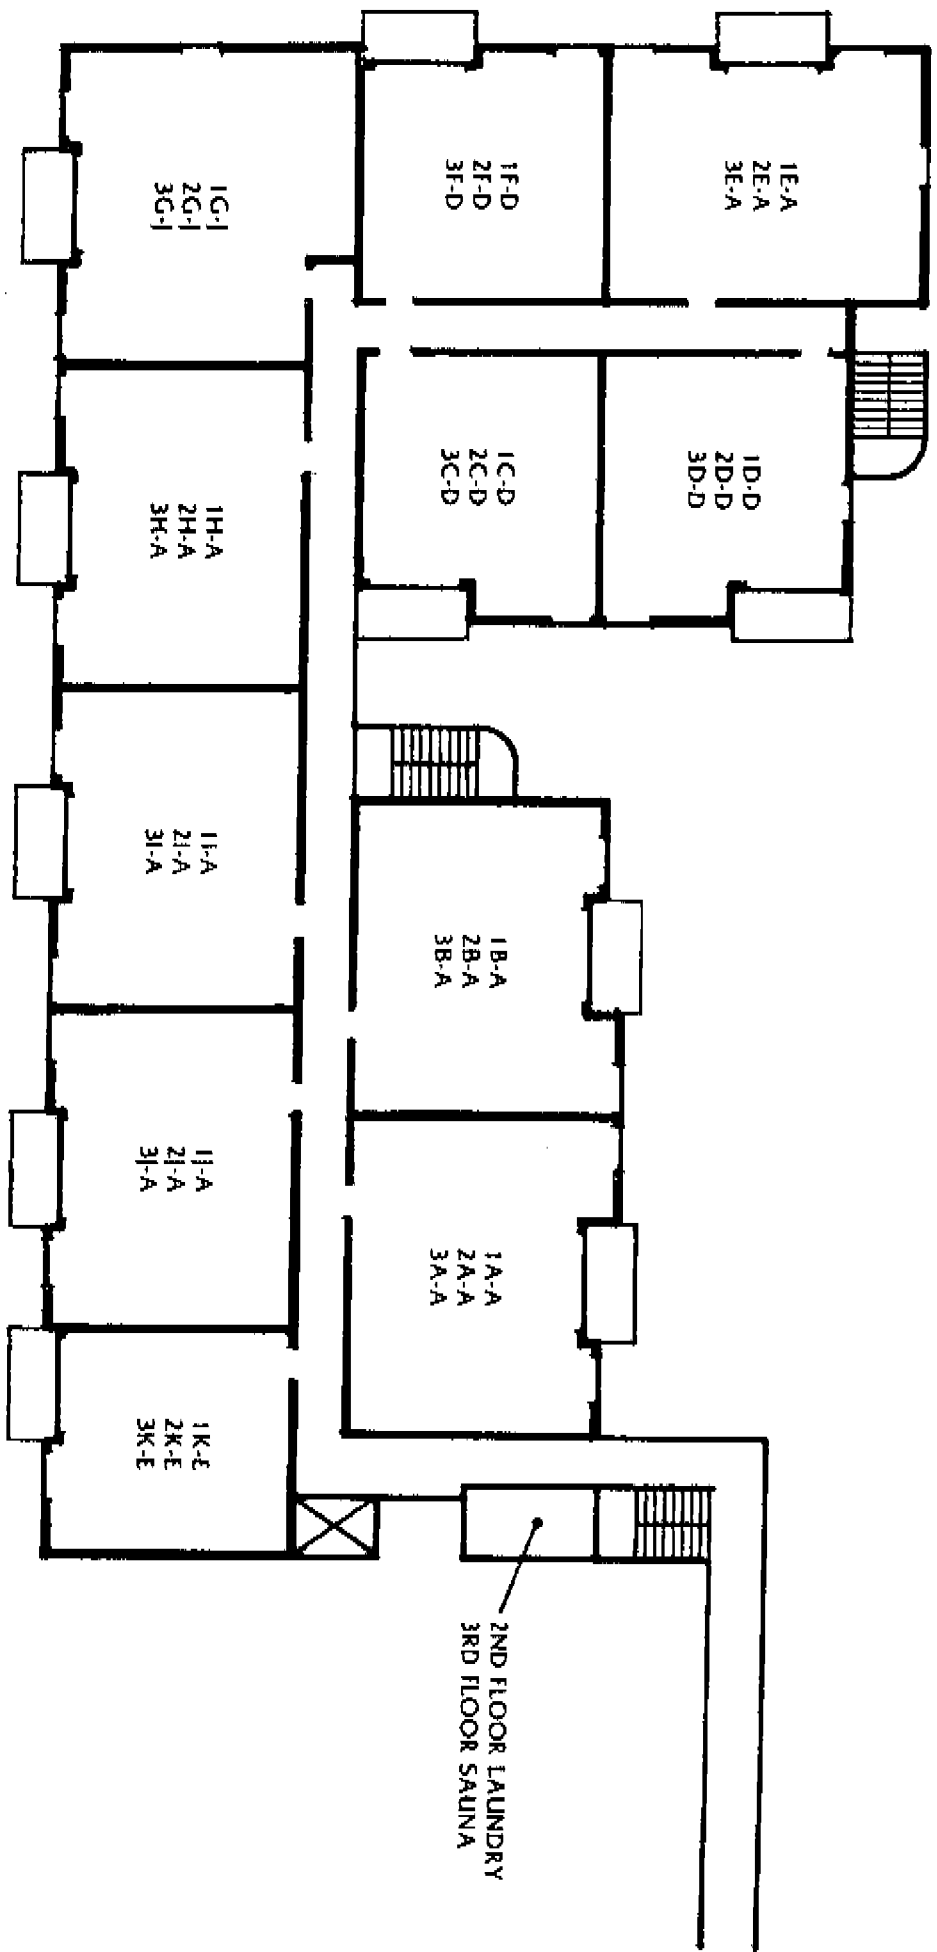 1E-A
2E-A
3E-A
1D-D
2D-D
3D-D
1F-D
2F-D
3F-D
1C-D
2C-D
3C-D
1B-A
2B-A
3B-A
1A-A
2A-A
3A-A
2ND FLOOR LAUNDRY
3RD FLOOR SAUNA
1G-J
2G-J
3G-J
1H-A
2H-A
3H-A
1I-A
2I-A
3I-A
1J-A
2J-A
3J-A
1K-E
2K-E
3K-E